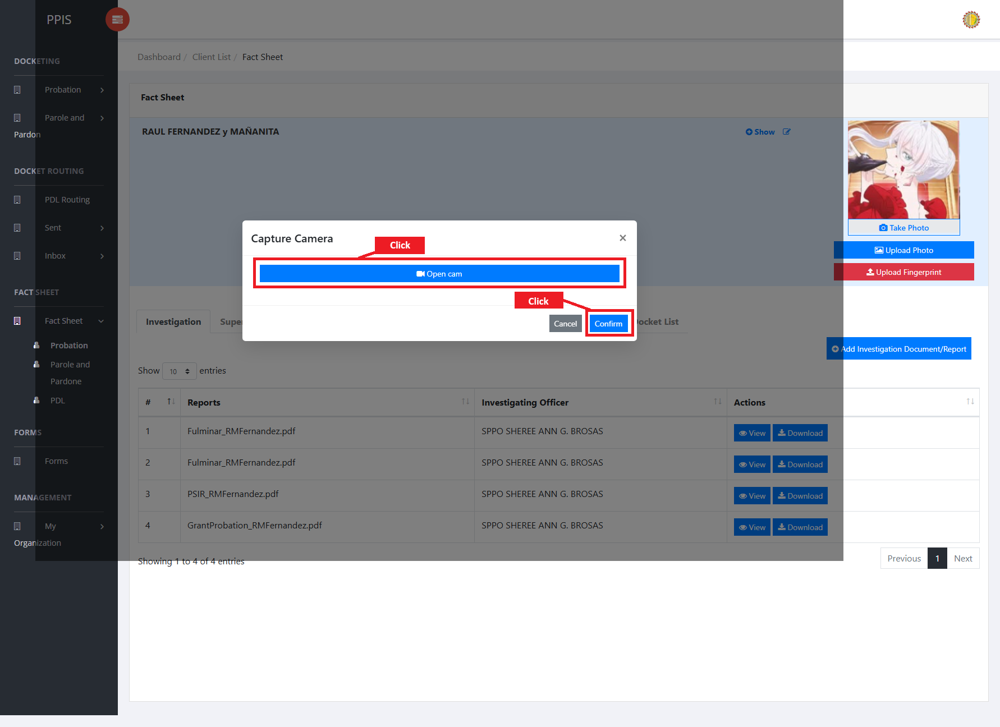 PPIS
DOCKETING
Probation
Parole and
Pardon
DOCKET ROUTING
PDL Routing
Sent
Inbox
FACT SHEET
Fact Sheet
Probation
Parole and
Pardone
PDL
FORMS
Forms
MANAGEMENT
My
Organization
Dashboard / Client List / Fact Sheet
Fact Sheet
RAUL FERNANDEZ y MAÑANITA
Show
Take Photo
Upload Photo
Upload Fingerprint
Capture Camera ×
Click
Open cam
Click
Cancel Confirm
Investigation
Docket List
Add Investigation Document/Report
Show 10 entries
# Reports Investigating Officer Actions
1 Fulminar_RMFernandez.pdf SPPO SHEREE ANN G. BROSAS View Download
2 Fulminar_RMFernandez.pdf SPPO SHEREE ANN G. BROSAS View Download
3 PSIR_RMFernandez.pdf SPPO SHEREE ANN G. BROSAS View Download
4 GrantProbation_RMFernandez.pdf SPPO SHEREE ANN G. BROSAS View Download
Showing 1 to 4 of 4 entries
Previous 1 Next